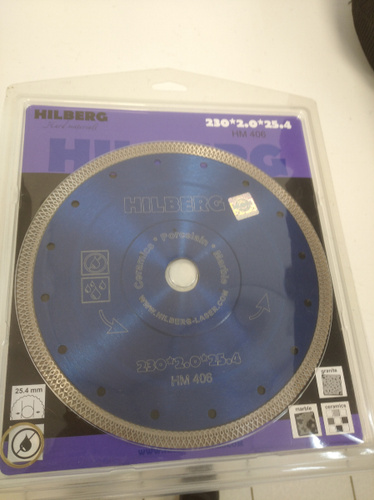 HILBERG
230*2.0*25.4
HM 406
HILBERG
HILBERG
Ceramics * Porcelain * Marble
WWW.HILBERG-LASER.COM
230*2.0*25.4
HM 406
25.4 mm
granite
marble
ceramics